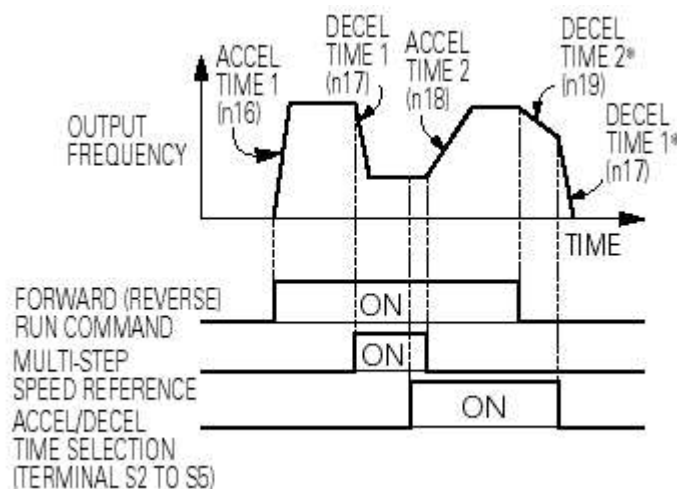 ACCEL
TIME 1
(n16)
DECEL
TIME 1
(n17)
ACCEL
TIME 2
(n18)
DECEL
TIME 2*
(n19)
DECEL
TIME 1*
(n17)
OUTPUT
FREQUENCY
TIME
FORWARD (REVERSE)
RUN COMMAND
ON
MULTI-STEP
SPEED REFERENCE
ON
ACCEL/DECEL
TIME SELECTION
(TERMINAL S2 TO S5)
ON